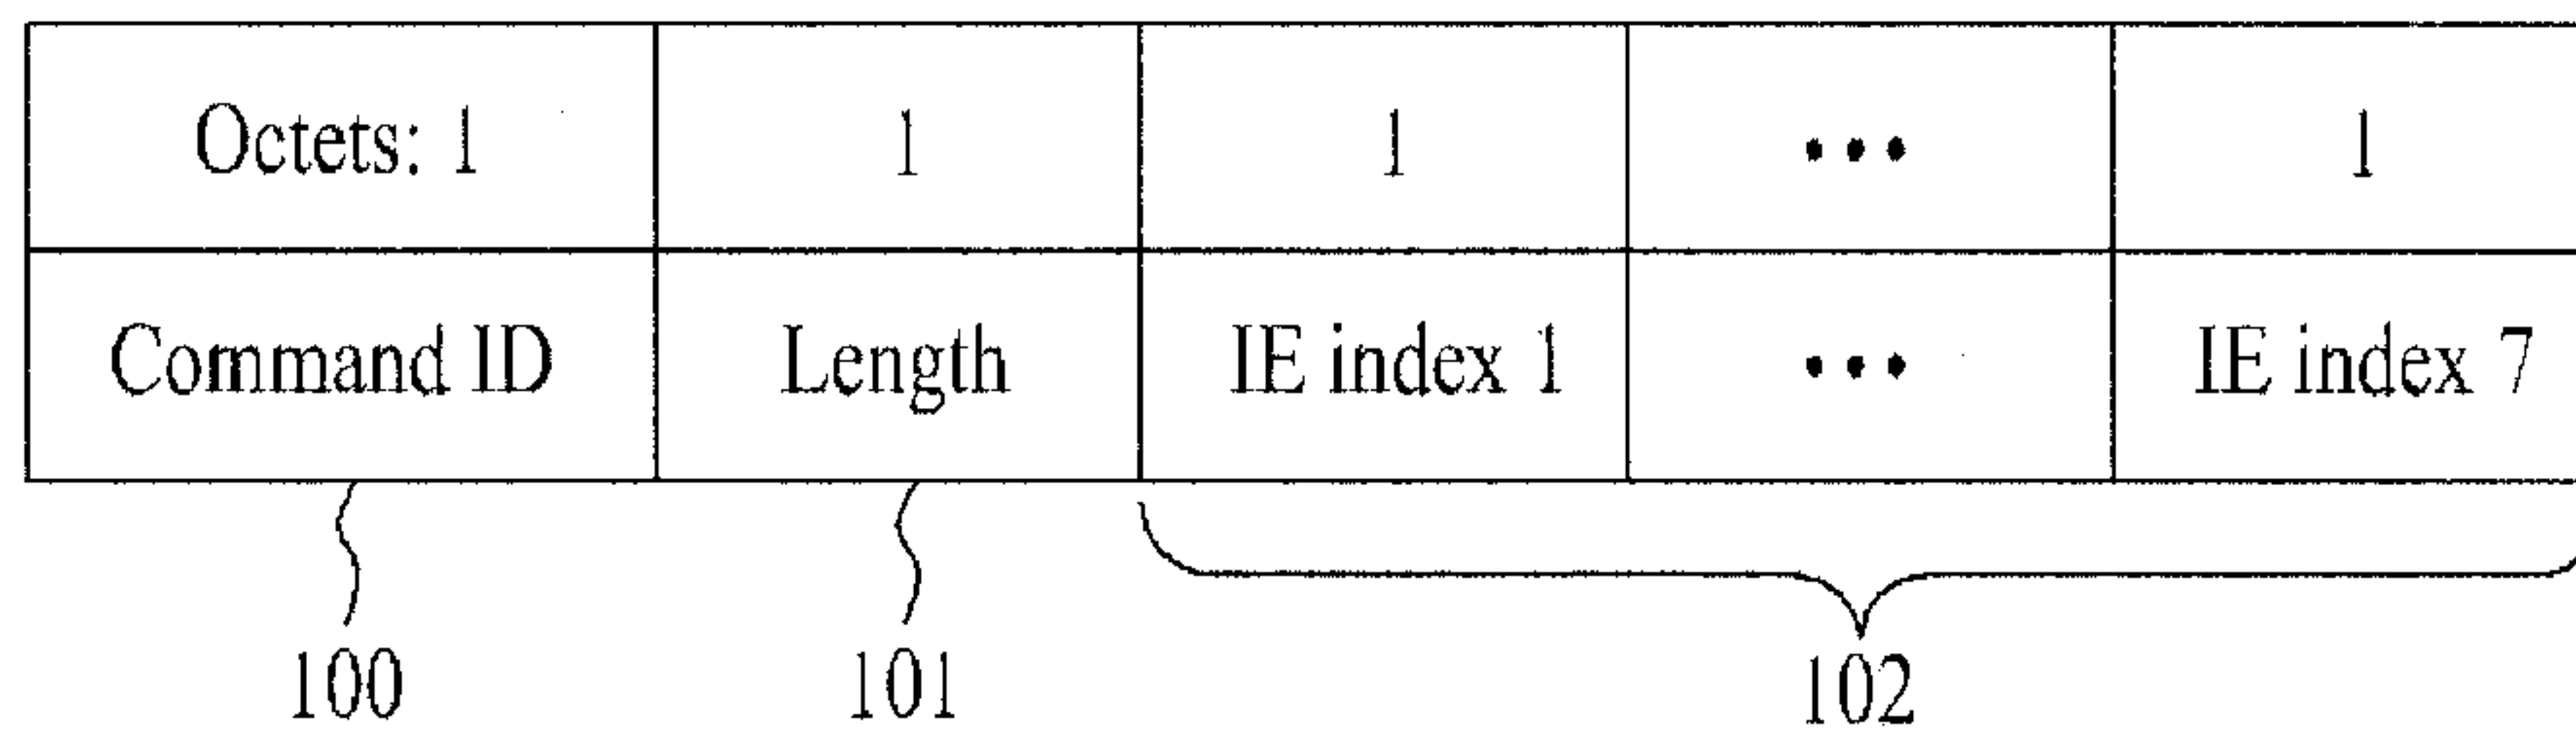 Octets: 1 1 1 ••• 1
Command ID Length IE index 1 ••• IE index 7
100 101 102